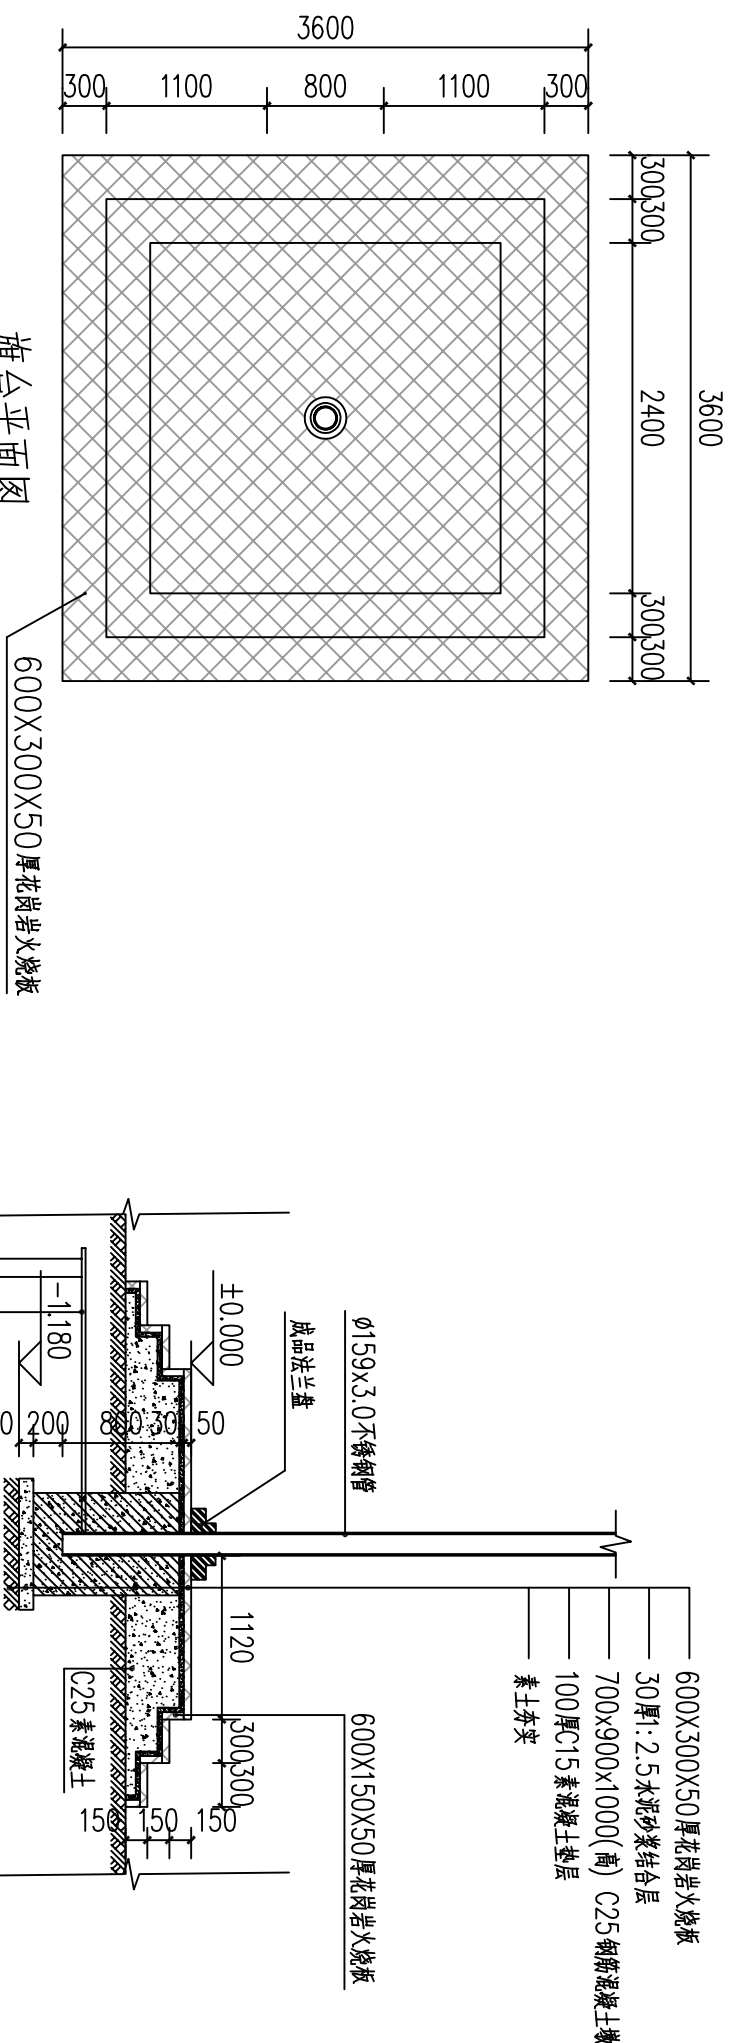 3600
300
1100
800
1100
300
300
300
2400
300
300
3600
施公平面图
600X300X50厚花岗岩火烧板
±0.000
-1.180
成品法兰盘
Ø159x3.0不锈钢管
200
800
30
50
1120
300
300
150
150
150
C25素混凝土
600X150X50厚花岗岩火烧板
600X300X50厚花岗岩火烧板
30厚1:2.5水泥砂浆结合层
700x900x1000(高) C25钢筋混凝土墩
100厚C15素混凝土垫层
素土夯实